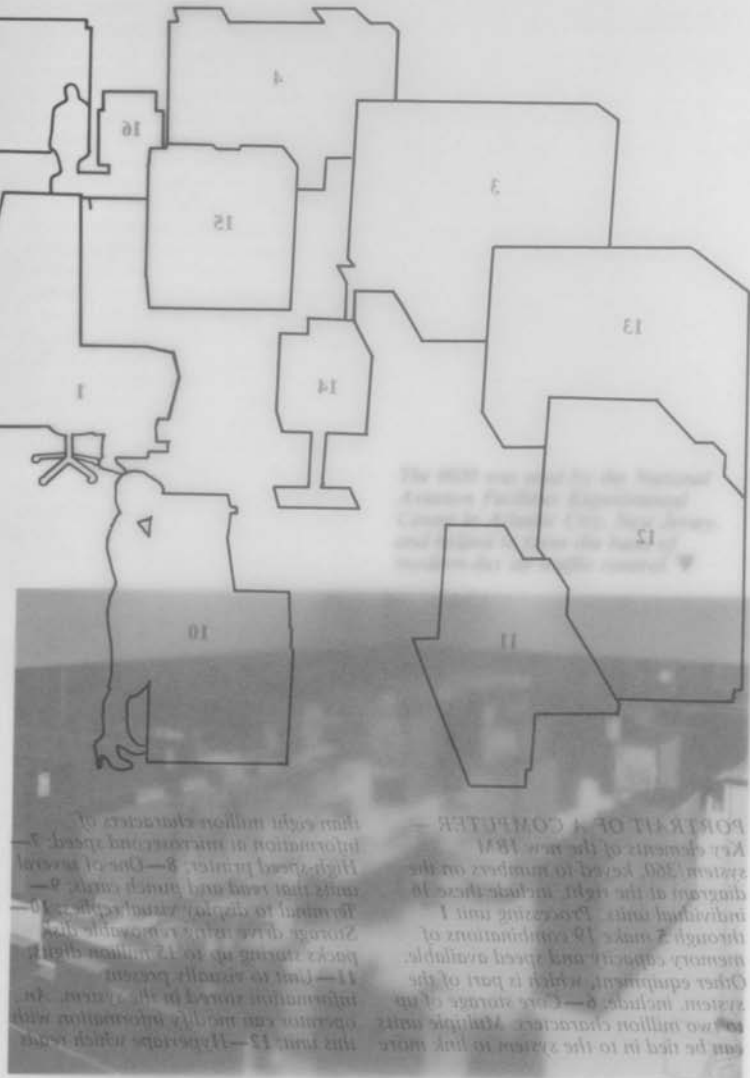 4
16
3
15
13
14
1
12
The was used by the National
Aviation Facilities Experimental
Center in Atlantic City, New Jersey,
and helped to form the basis of
modern-day air traffic control. ▼
11
10
PORTRAIT OF A COMPUTER —
Key elements of the new IBM
system/360, keyed to numbers on the
diagram at the right, include these 16
individual units. Processing unit 1
through 5 make 19 combinations of
memory capacity and speed available.
Other equipment, which is part of the
system, include: 6—Core storage of up
to two million characters. Multiple units
can be tied in to the system to link more
than eight million characters of
information at microsecond speed; 7—
High-speed printer; 8—One of several
units that read and punch cards; 9—
Terminal to display visual replies; 10—
Storage drive using removable disk
packs storing up to 15 million digits;
11—Unit to visually present
information stored in the system. An
operator can modify information with
this unit; 12—Hypertape which reads